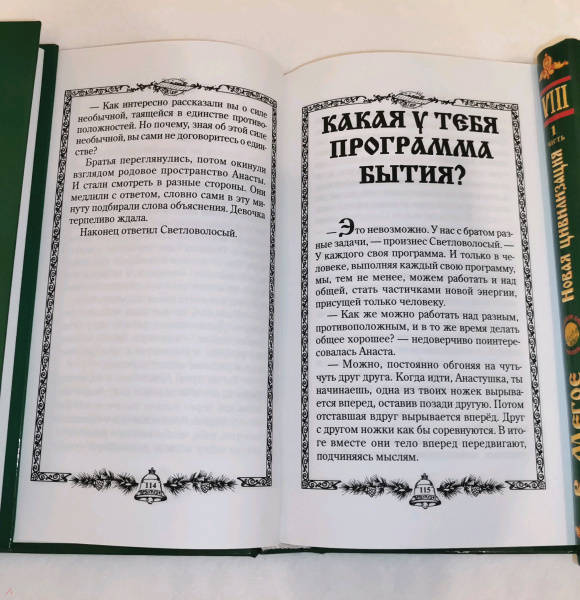 — Как интересно рассказали вы о силе
необычной, таящейся в единстве противо-
положностей. Но почему, зная об этой силе
необычной, вы сами не договоритесь о един-
стве?
Братья переглянулись, потом окинули
взглядом родовое пространство Анасты.
И стали смотреть в разные стороны. Они
медлили с ответом, словно сами в эту ми-
нуту подбирали слова объяснения. Девочка
терпеливо ждала.
Наконец ответил Светловолосый.
114
КАКАЯ У ТЕБЯ
ПРОГРАММА
БЫТИЯ?
— Это невозможно. У нас с братом раз-
ные задачи, — произнес Светловолосый. —
У каждого своя программа. И только в че-
ловеке, выполняя каждый свою программу,
мы, тем не менее, можем работать и над
общей, стать частичками новой энергии,
присущей только человеку.
— Как же можно работать над разным,
противоположным, и в то же время делать
общее хорошее? — недоверчиво поинтере-
совалась Анаста.
— Можно, постоянно обгоняя на чуть-
чуть друг друга. Когда идти, Анастушка, ты
начинаешь, одна из твоих ножек вырыва-
ется вперед, оставив позади другую. Потом
отставшая вдруг вырывается вперёд. Друг
с другом ножки как бы соревнуются. В ито-
ге вместе они тело вперед передвигают,
подчиняясь мыслям.
115
VIII
1
часть
Новая цивилизация